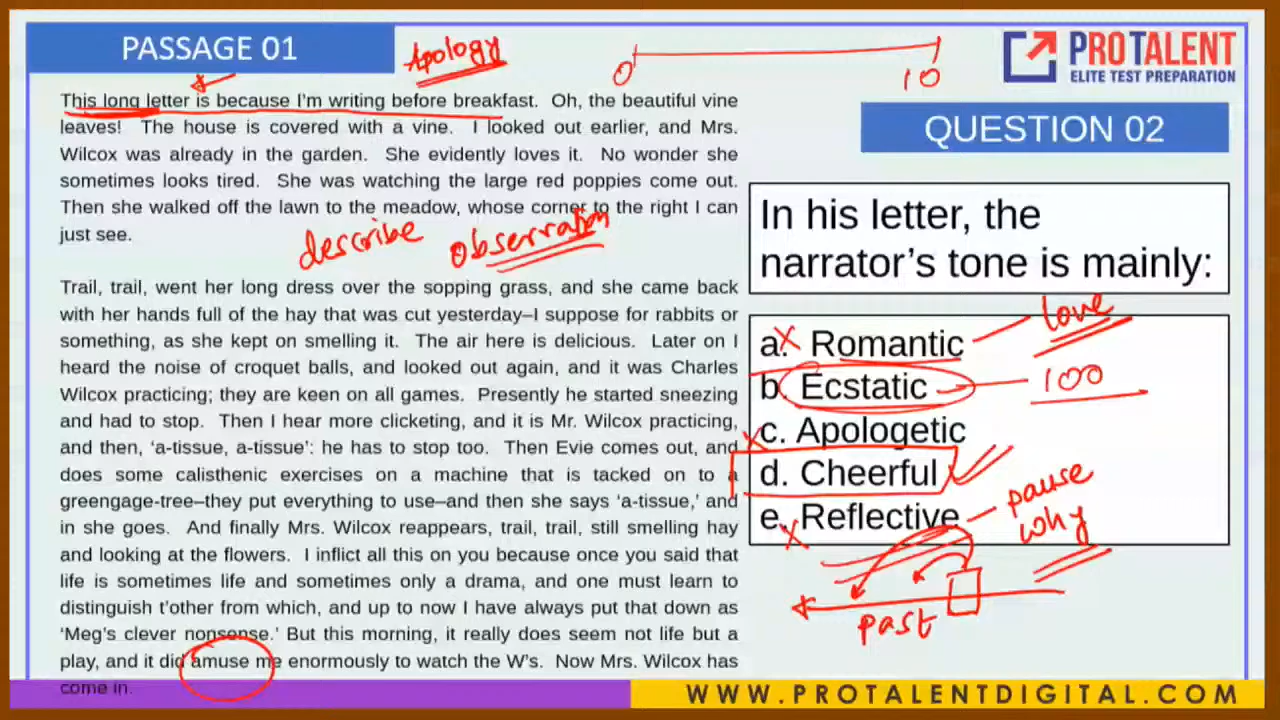 PASSAGE 01
Apology
0
10
PROTALENT
ELITE TEST PREPARATION
This long letter is because I'm writing before breakfast. Oh, the beautiful vine
leaves! The house is covered with a vine. I looked out earlier, and Mrs.
Wilcox was already in the garden. She evidently loves it. No wonder she
sometimes looks tired. She was watching the large red poppies come out.
Then she walked off the lawn to the meadow, whose corner to the right I can
just see.
describe
observation
Trail, trail, went her long dress over the sopping grass, and she came back
with her hands full of the hay that was cut yesterday–I suppose for rabbits or
something, as she kept on smelling it. The air here is delicious. Later on I
heard the noise of croquet balls, and looked out again, and it was Charles
Wilcox practicing; they are keen on all games. Presently he started sneezing
and had to stop. Then I hear more clicketing, and it is Mr. Wilcox practicing,
and then, 'a-tissue, a-tissue': he has to stop too. Then Evie comes out, and
does some calisthenic exercises on a machine that is tacked on to a
greengage-tree–they put everything to use–and then she says 'a-tissue,' and
in she goes. And finally Mrs. Wilcox reappears, trail, trail, still smelling hay
and looking at the flowers. I inflict all this on you because once you said that
life is sometimes life and sometimes only a drama, and one must learn to
distinguish t'other from which, and up to now I have always put that down as
'Meg's clever nonsense.' But this morning, it really does seem not life but a
play, and it did amuse me enormously to watch the W's. Now Mrs. Wilcox has
come in.
QUESTION 02
In his letter, the
narrator's tone is mainly:
a. Romantic
love
b. Ecstatic
100
c. Apologetic
d. Cheerful
e. Reflective
pause
why
past
WWW.PROTALENTDIGITAL.COM